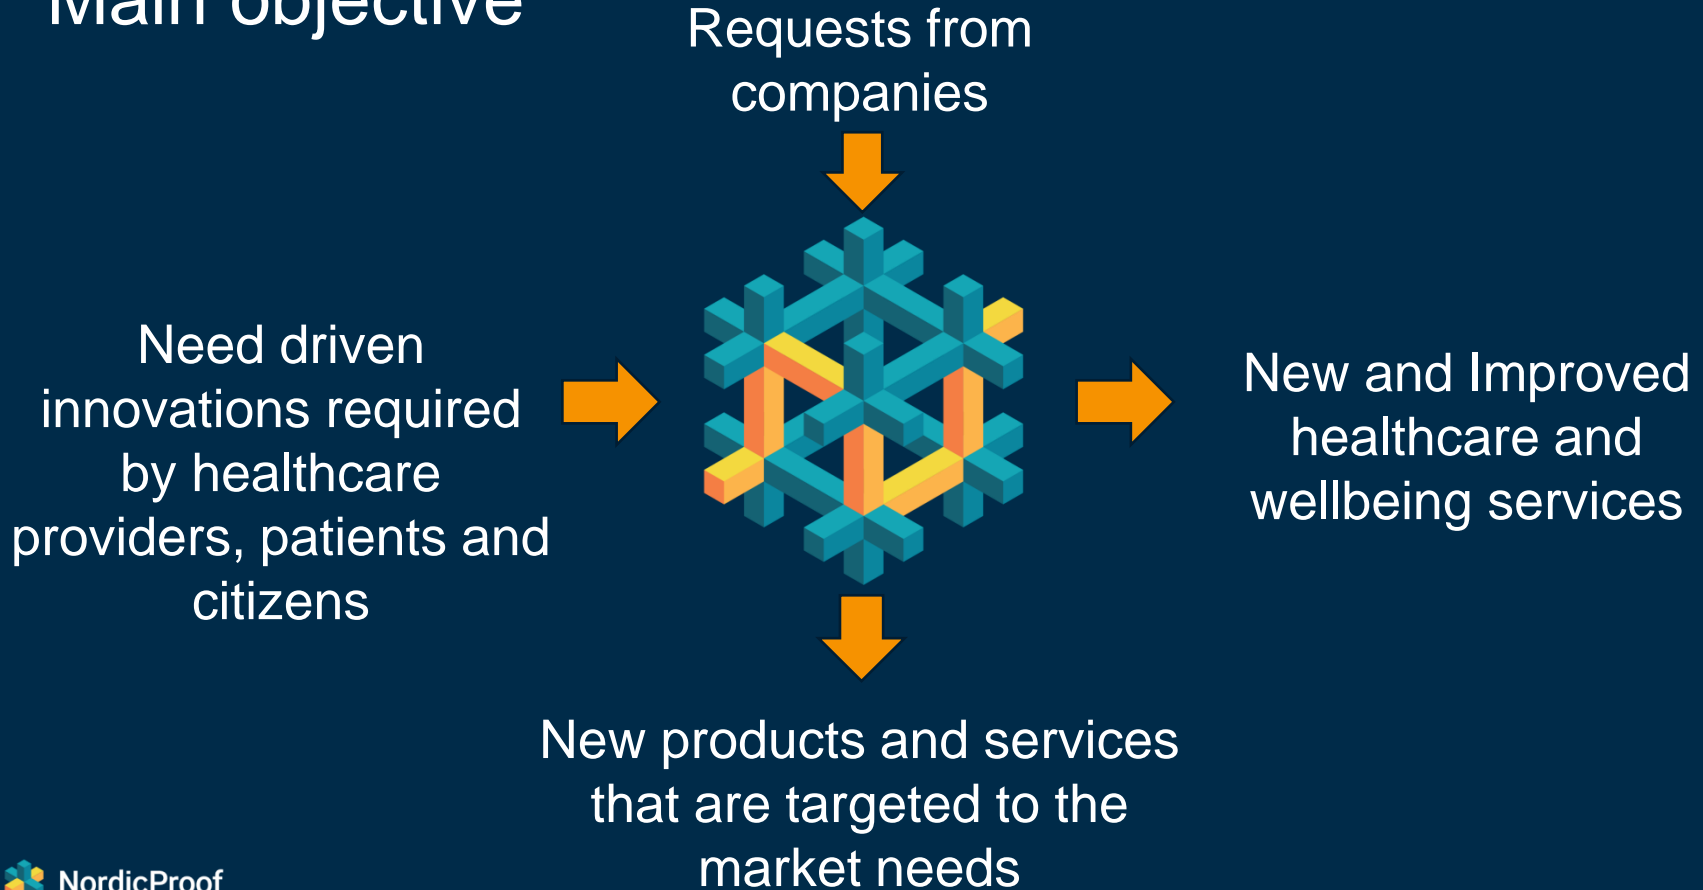 Main objective
Requests from
companies
Need driven
innovations required
by healthcare
providers, patients and
citizens
New and Improved
healthcare and
wellbeing services
New products and services
that are targeted to the
market needs
NordicProof